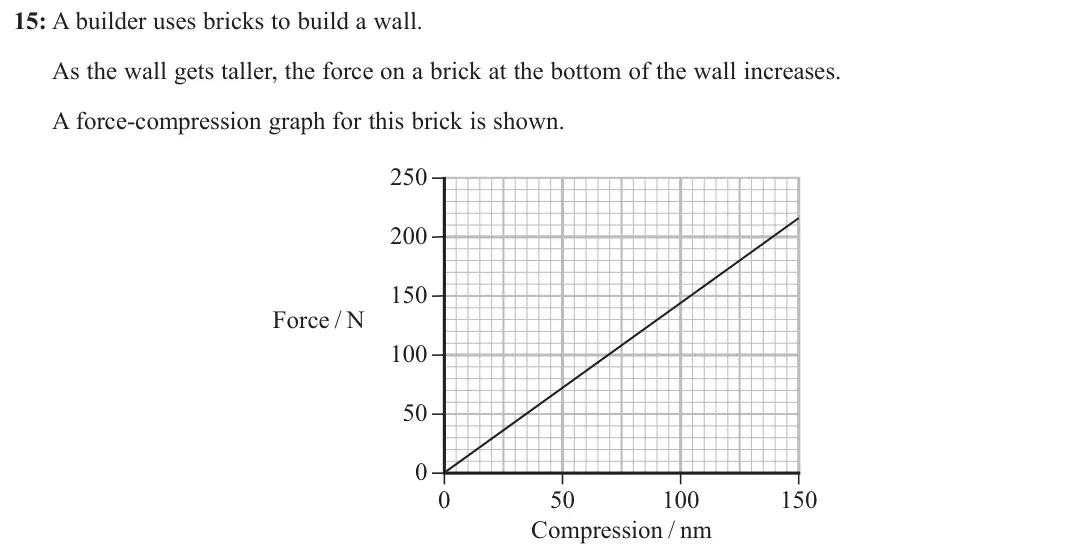 15: A builder uses bricks to build a wall.
As the wall gets taller, the force on a brick at the bottom of the wall increases.
A force-compression graph for this brick is shown.
250
200
150
Force / N
100
50
0
0 50 100 150
Compression / nm